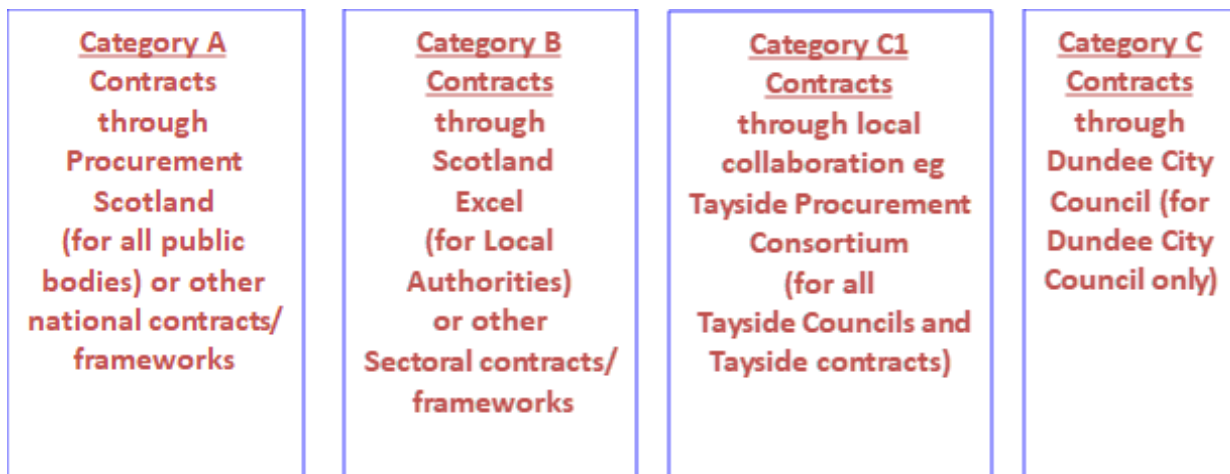 Category A
Contracts
through
Procurement
Scotland
(for all public
bodies) or other
national contracts/
frameworks
Category B
Contracts
through
Scotland
Excel
(for Local
Authorities)
or other
Sectoral contracts/
frameworks
Category C1
Contracts
through local
collaboration eg
Tayside Procurement
Consortium
(for all
Tayside Councils and
Tayside contracts)
Category C
Contracts
through
Dundee City
Council (for
Dundee City
Council only)